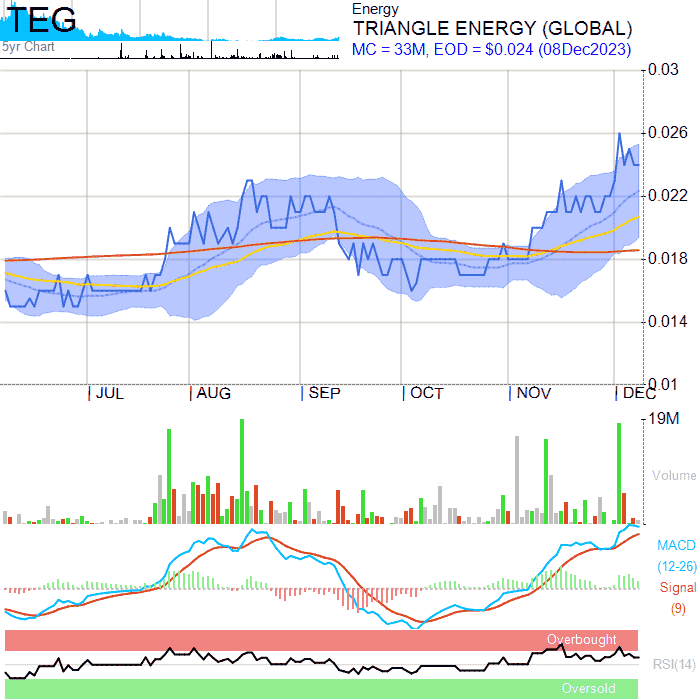 TEG
5yr Chart
Energy
TRIANGLE ENERGY (GLOBAL)
MC = 33M, EOD = $0.024 (08Dec2023)
0.03
0.026
0.022
0.018
0.014
0.01
JUL AUG SEP OCT NOV DEC
19M
Volume
MACD
(12-26)
Signal
(9)
Overbought
RSI(14)
Oversold